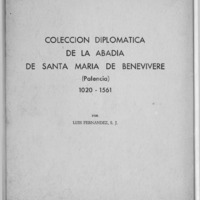 COLECCION DIPLOMATICA
DE LA ABADIA
DE SANTA MARIA DE BENEVIVERE
(Palencia)
1020 - 1561
POR
LUIS FERNANDEZ, S. J.